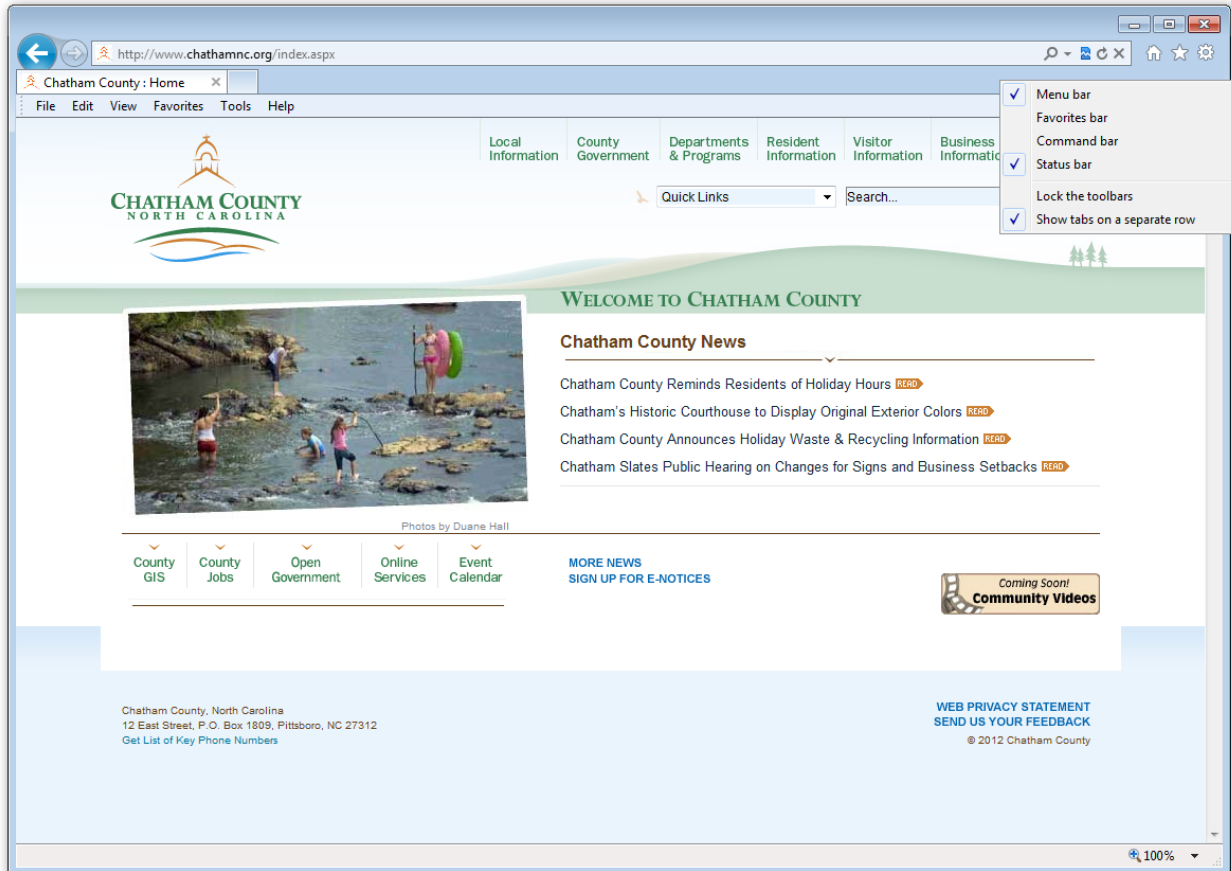 http://www.chathamnc.org/index.aspx
Chatham County : Home
File Edit View Favorites Tools Help
Menu bar
Favorites bar
Command bar
Status bar
Lock the toolbars
Show tabs on a separate row
Local Information
County Government
Departments & Programs
Resident Information
Visitor Information
Business
CHATHAM COUNTY
NORTH CAROLINA
Quick Links
Search...
WELCOME TO CHATHAM COUNTY
Chatham County News
Chatham County Reminds Residents of Holiday Hours READ
Chatham's Historic Courthouse to Display Original Exterior Colors READ
Chatham County Announces Holiday Waste & Recycling Information READ
Chatham Slates Public Hearing on Changes for Signs and Business Setbacks READ
Photos by Duane Hall
County GIS
County Jobs
Open Government
Online Services
Event Calendar
MORE NEWS
SIGN UP FOR E-NOTICES
Coming Soon!
Community Videos
Chatham County, North Carolina
12 East Street, P.O. Box 1809, Pittsboro, NC 27312
Get List of Key Phone Numbers
WEB PRIVACY STATEMENT
SEND US YOUR FEEDBACK
© 2012 Chatham County
100%